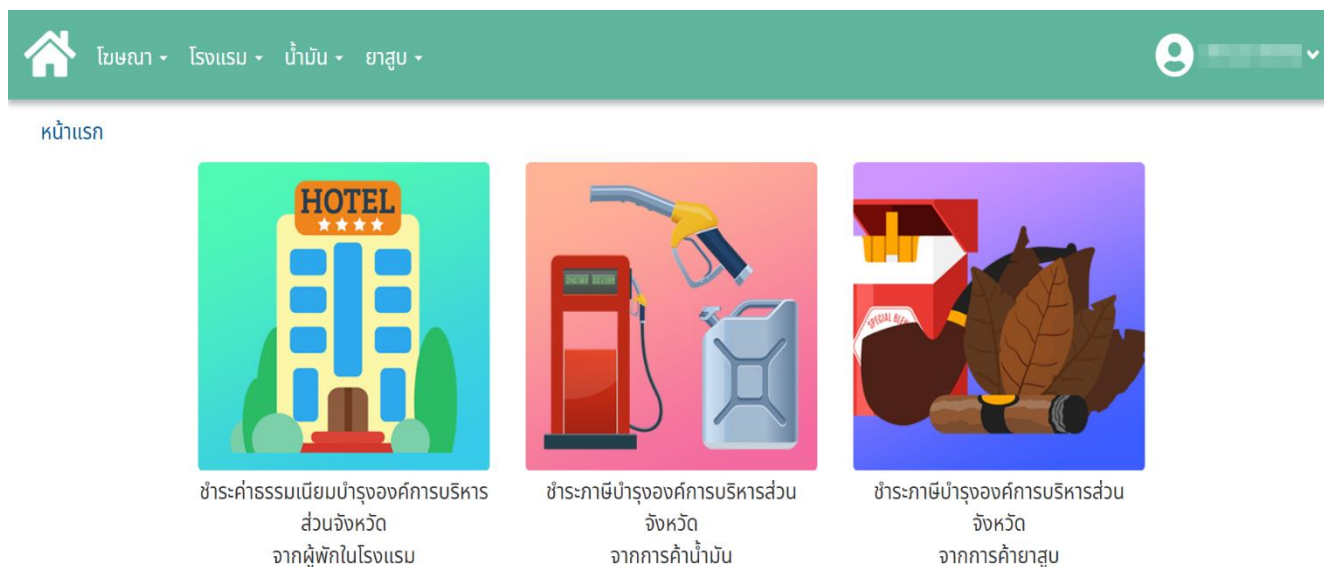 โฆษณา โรงแรม น้ำมัน ยาสูบ
หน้าแรก
HOTEL
SPECIAL
ชำระค่าธรรมเนียมบำรุงองค์การบริหาร
ส่วนจังหวัด
จากผู้พักในโรงแรม
ชำระภาษีบำรุงองค์การบริหารส่วน
จังหวัด
จากการค้าน้ำมัน
ชำระภาษีบำรุงองค์การบริหารส่วน
จังหวัด
จากการค้ายาสูบ